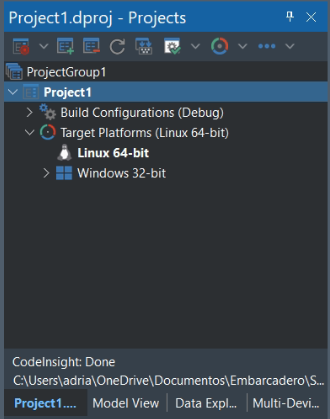 Project1.dproj - Projects
ProjectGroup1
Project1
Build Configurations (Debug)
Target Platforms (Linux 64-bit)
Linux 64-bit
Windows 32-bit
CodeInsight: Done
C:\Users\adria\OneDrive\Documentos\Embarcadero\S...
Project1.... Model View Data Expl... Multi-Devi...